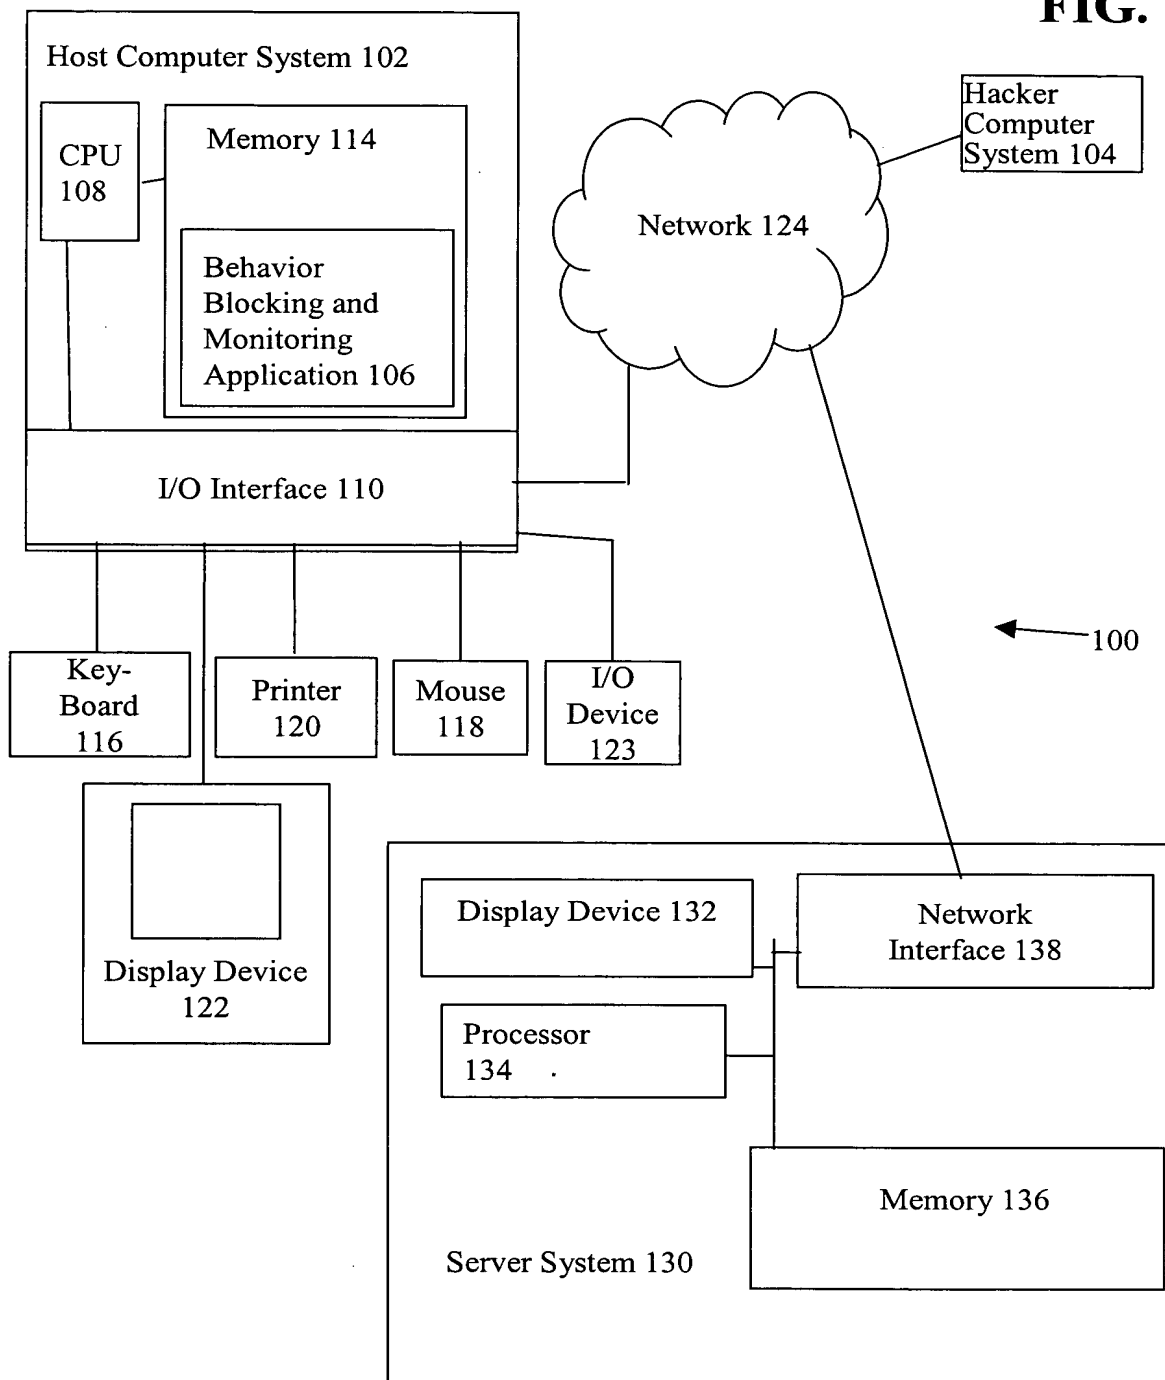 FIG.
Host Computer System 102
CPU
108
Memory 114
Behavior
Blocking and
Monitoring
Application 106
I/O Interface 110
Network 124
Hacker
Computer
System 104
100
Key-
Board
116
Printer
120
Mouse
118
I/O
Device
123
Display Device
122
Display Device 132
Network
Interface 138
Processor
134
Memory 136
Server System 130